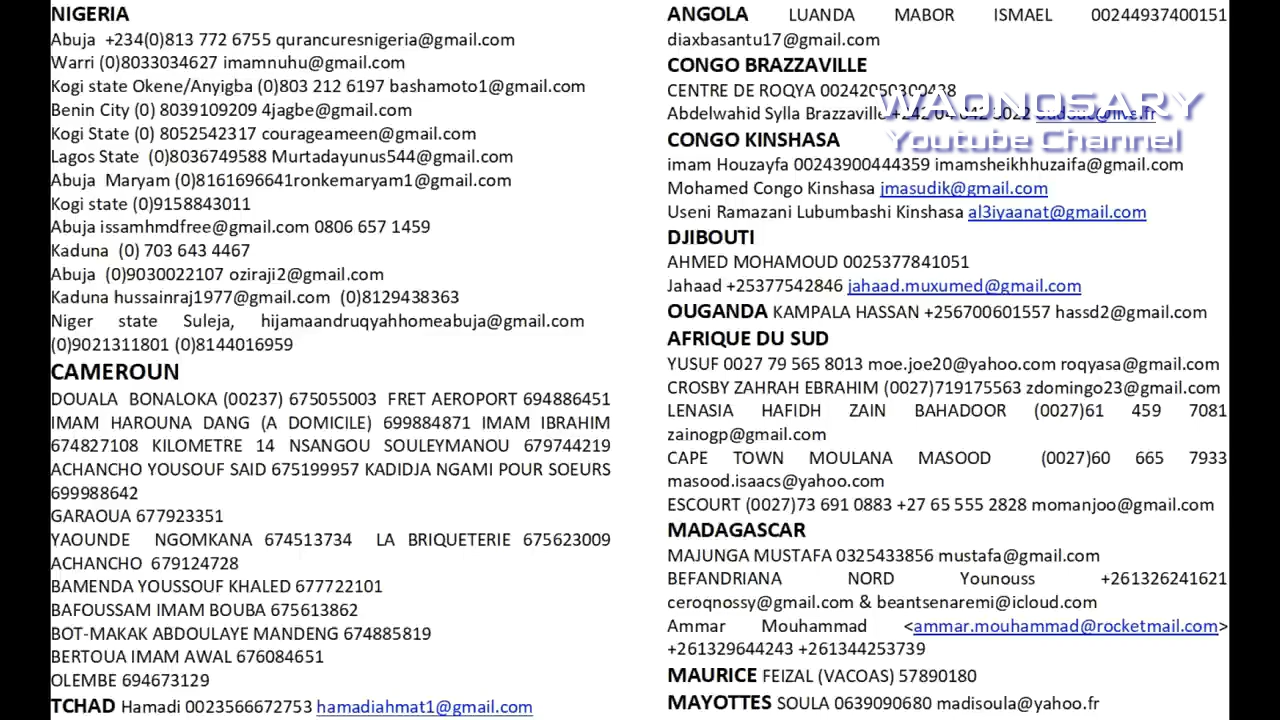 NIGERIA
Abuja +234(0)813 772 6755 qurancuresnigeria@gmail.com
Warri (0)8033034627 imamnuhu@gmail.com
Kogi state Okene/Anyigba (0)803 212 6197 bashamoto1@gmail.com
Benin City (0) 8039109209 4jagbe@gmail.com
Kogi State (0) 8052542317 courageameen@gmail.com
Lagos State (0)8036749588 Murtadayunus544@gmail.com
Abuja Maryam (0)8161696641ronkemaryam1@gmail.com
Kogi state (0)9158843011
Abuja issamhmdfree@gmail.com 0806 657 1459
Kaduna (0) 703 643 4467
Abuja (0)9030022107 oziraji2@gmail.com
Kaduna hussainraj1977@gmail.com (0)8129438363
Niger state Suleja, hijamaandruqyahhomeabuja@gmail.com
(0)9021311801 (0)8144016959
CAMEROUN
DOUALA BONALOKA (00237) 675055003 FRET AEROPORT 694886451
IMAM HAROUNA DANG (A DOMICILE) 699884871 IMAM IBRAHIM
674827108 KILOMETRE 14 NSANGOU SOULEYMANOU 679744219
ACHANCHO YOUSOUF SAID 675199957 KADIDJA NGAMI POUR SOEURS
699988642
GARAOUA 677923351
YAOUNDE NGOMKANA 674513734 LA BRIQUETERIE 675623009
ACHANCHO 679124728
BAMENDA YOUSSOUF KHALED 677722101
BAFOUSSAM IMAM BOUBA 675613862
BOT-MAKAK ABDOULAYE MANDENG 674885819
BERTOUA IMAM AWAL 676084651
OLEMBE 694673129
TCHAD Hamadi 0023566672753 hamadiahmat1@gmail.com
ANGOLA LUANDA MABOR ISMAEL 00244937400151
diaxbasantu17@gmail.com
CONGO BRAZZAVILLE
CENTRE DE ROQYA
Abdelwahid Sylla Brazzaville
WAQNOSARY
Youtube Channel
CONGO KINSHASA
imam Houzayfa 00243900444359 imamsheikhhuzaifa@gmail.com
Mohamed Congo Kinshasa jmasudik@gmail.com
Useni Ramazani Lubumbashi Kinshasa al3iyaanat@gmail.com
DJIBOUTI
AHMED MOHAMOUD 0025377841051
Jahaad +25377542846 jahaad.muxumed@gmail.com
OUGANDA KAMPALA HASSAN +256700601557 hassd2@gmail.com
AFRIQUE DU SUD
YUSUF 0027 79 565 8013 moe.joe20@yahoo.com roqyasa@gmail.com
CROSBY ZAHRAH EBRAHIM (0027)719175563 zdomingo23@gmail.com
LENASIA HAFIDH ZAIN BAHADOOR (0027)61 459 7081
zainogp@gmail.com
CAPE TOWN MOULANA MASOOD (0027)60 665 7933
masood.isaacs@yahoo.com
ESCOURT (0027)73 691 0883 +27 65 555 2828 momanjoo@gmail.com
MADAGASCAR
MAJUNGA MUSTAFA 0325433856 mustafa@gmail.com
BEFANDRIANA NORD Younouss +261326241621
ceroqnossy@gmail.com & beantsenaremi@icloud.com
Ammar Mouhammad <ammar.mouhammad@rocketmail.com>
+261329644243 +261344253739
MAURICE FEIZAL (VACOAS) 57890180
MAYOTTES SOULA 0639090680 madisoula@yahoo.fr